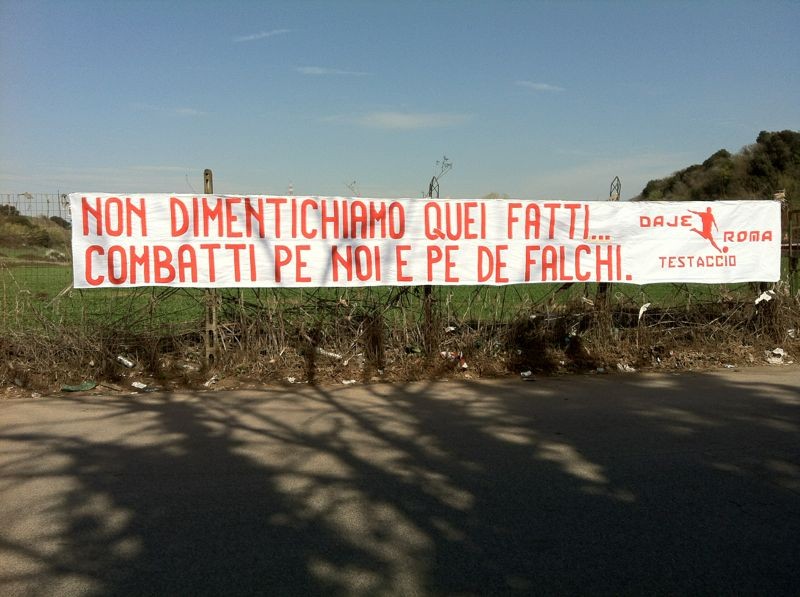 NON DIMENTICHIAMO QUEI FATTI...
COMBATTI PE NOI E PE DE FALCHI.
DAJE ROMA
TESTACCIO